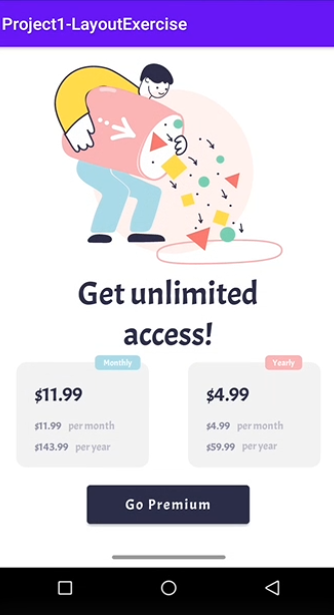 Project1-LayoutExercise
Get unlimited
access!
Monthly
Yearly
$11.99
$4.99
$11.99 per month
$4.99 per month
$143.99 per year
$59.99 per year
Go Premium